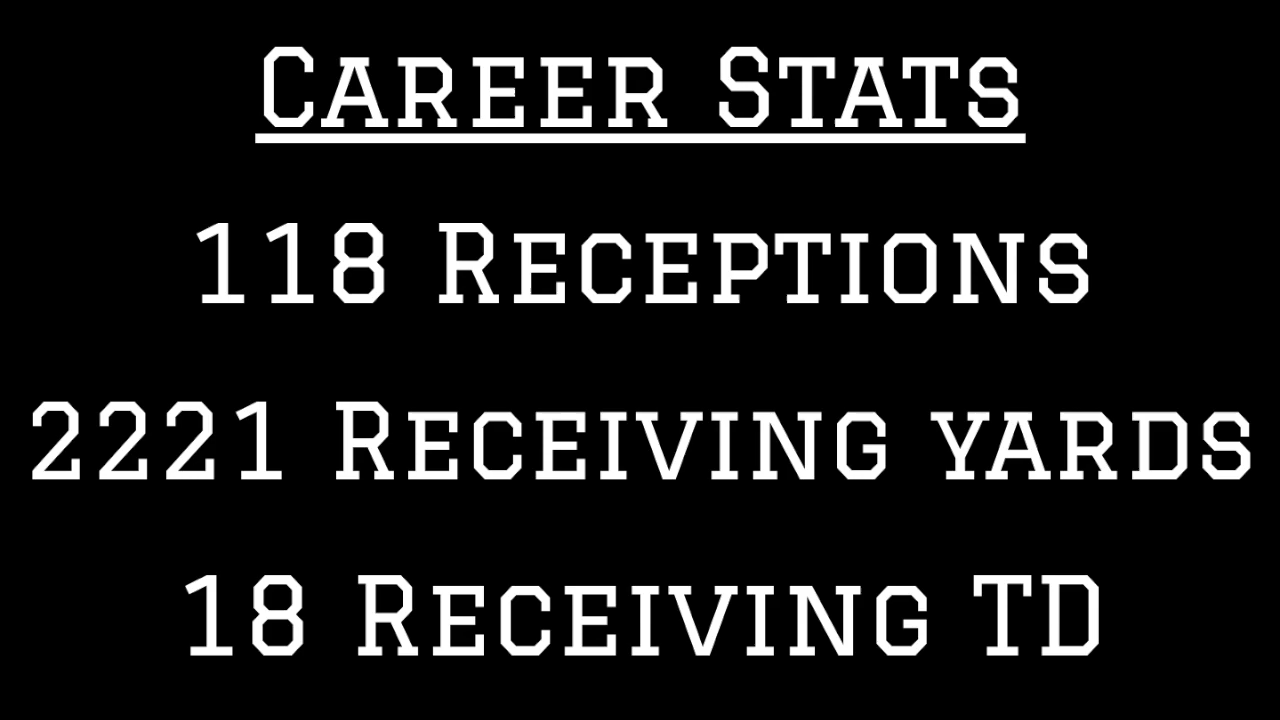 Career Stats
118 Receptions
2221 Receiving yards
18 Receiving TD